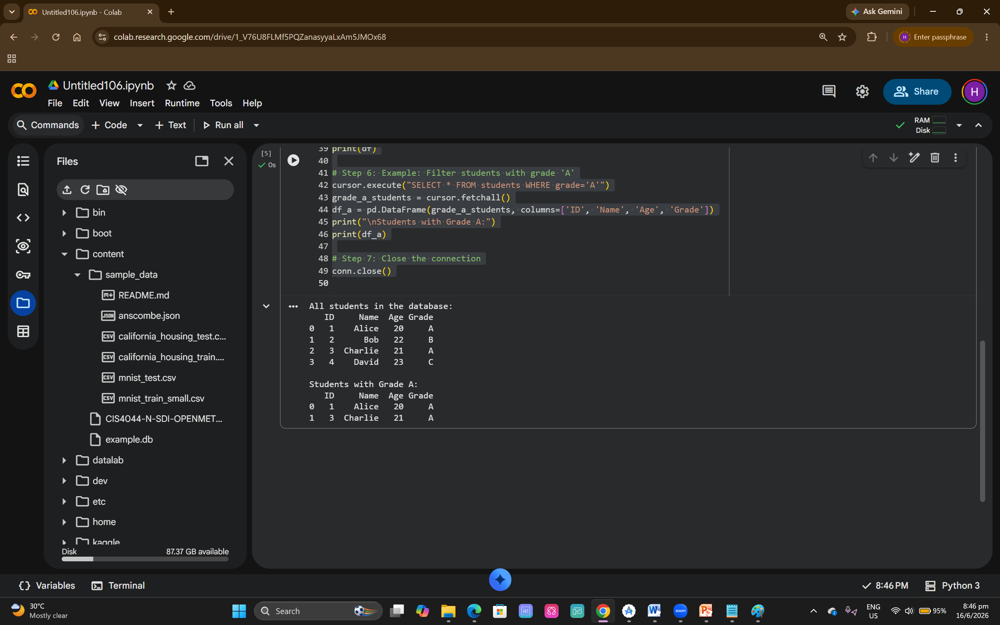 Untitled106.ipynb - Colab
Ask Gemini
colab.research.google.com/drive/1_V76U8FLMf5PQZanasyyaLxAm5JMOx68
H
Enter passphrase
Untitled106.ipynb
File Edit View Insert Runtime Tools Help
Share
H
Commands
+ Code
+ Text
Run all
RAM
Disk
Files
bin
boot
content
sample_data
README.md
JSON anscombe.json
CSV california_housing_test.c...
CSV california_housing_train....
CSV mnist_test.csv
CSV mnist_train_small.csv
CIS4044-N-SDI-OPENMET...
example.db
datalab
dev
etc
home
kaggle
Disk 87.37 GB available
[5]
0s
39 print(df)
40
41 # Step 6: Example: Filter students with grade 'A'
42 cursor.execute("SELECT * FROM students WHERE grade='A'")
43 grade_a_students = cursor.fetchall()
44 df_a = pd.DataFrame(grade_a_students, columns=['ID', 'Name', 'Age', 'Grade'])
45 print("\nStudents with Grade A:")
46 print(df_a)
47
48 # Step 7: Close the connection
49 conn.close()
50
All students in the database:
ID Name Age Grade
0 1 Alice 20 A
1 2 Bob 22 B
2 3 Charlie 21 A
3 4 David 23 C
Students with Grade A:
ID Name Age Grade
0 1 Alice 20 A
1 3 Charlie 21 A
{} Variables
Terminal
8:46 PM
Python 3
30°C
Mostly clear
Search
zoom
ENG
US
95%
8:46 pm
16/6/2026